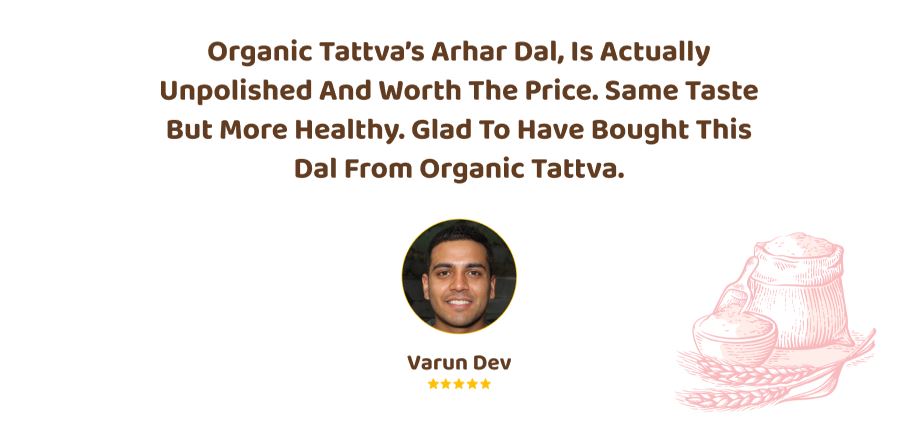 Organic Tattva’s Arhar Dal, Is Actually
Unpolished And Worth The Price. Same Taste
But More Healthy. Glad To Have Bought This
Dal From Organic Tattva.
Varun Dev